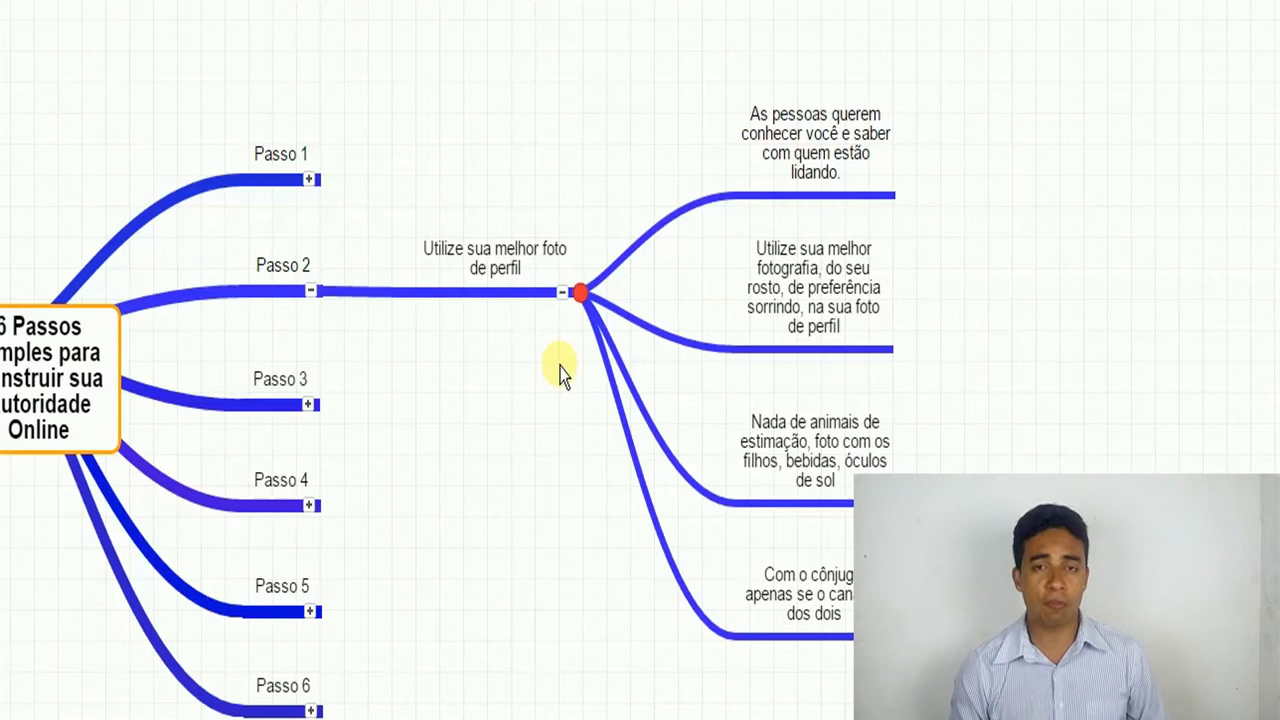 6 Passos
mples para
nstruir sua
utoridade
Online
Passo 1
Passo 2
Utilize sua melhor foto
de perfil
As pessoas querem
conhecer você e saber
com quem estão
lidando.
Utilize sua melhor
fotografia, do seu
rosto, de preferência
sorrindo, na sua foto
de perfil
Nada de animais de
estimação, foto com os
filhos, bebidas, óculos
de sol
Com o cônjug
apenas se o can
dos dois
Passo 3
Passo 4
Passo 5
Passo 6